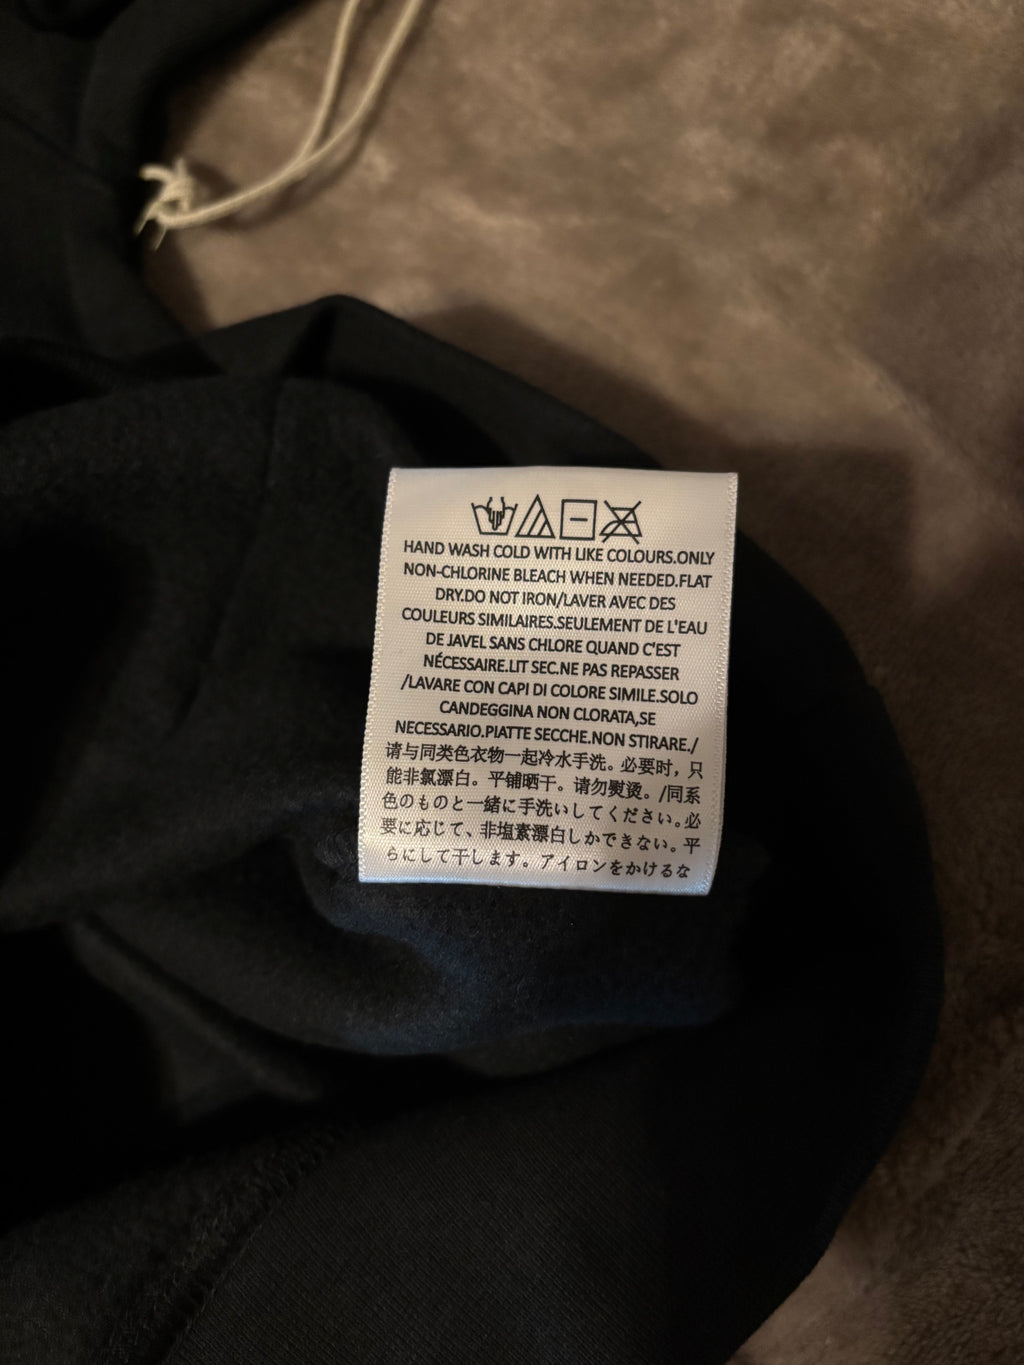 HAND WASH COLD WITH LIKE COLOURS.ONLY
NON-CHLORINE BLEACH WHEN NEEDED.FLAT
DRY.DO NOT IRON/LAVER AVEC DES
COULEURS SIMILAIRES.SEULEMENT DE L'EAU
DE JAVEL SANS CHLORE QUAND C'EST
NÉCESSAIRE.LIT SEC.NE PAS REPASSER
/LAVARE CON CAPI DI COLORE SIMILE.SOLO
CANDEGGINA NON CLORATA,SE
NECESSARIO.PIATTE SECCHE.NON STIRARE./
请与同类色衣物一起冷水手洗。必要时，只
能非氯漂白。平铺晒干。请勿熨烫。/同系
色のものと一緒に手洗いしてください。必
要に応じて、非塩素漂白しかできない。平
らにして干します。アイロンをかけるな